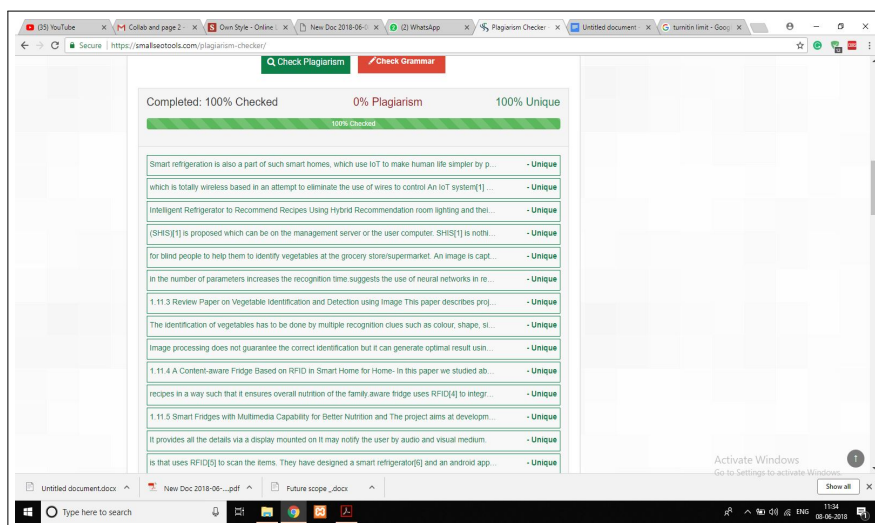 (35) YouTube
Collab and page 2 -
Own Style - Online
New Doc 2018-06-
(2) WhatsApp
Plagiarism Checker -
Untitled document -
turnitin limit - Goog
Secure | https://smallseotools.com/plagiarism-checker/
Check Plagiarism
Check Grammar
Completed: 100% Checked
0% Plagiarism
100% Unique
100% Checked
Smart refrigeration is also a part of such smart homes, which use IoT to make human life simpler by p... - Unique
which is totally wireless based in an attempt to eliminate the use of wires to control An IoT system[1] ... - Unique
Intelligent Refrigerator to Recommend Recipes Using Hybrid Recommendation room lighting and thei... - Unique
(SHIS)[1] is proposed which can be on the management server or the user computer. SHIS[1] is nothi... - Unique
for blind people to help them to identify vegetables at the grocery store/supermarket. An image is capt... - Unique
in the number of parameters increases the recognition time.suggests the use of neural networks in re... - Unique
1.11.3 Review Paper on Vegetable Identification and Detection using Image This paper describes proj... - Unique
The identification of vegetables has to be done by multiple recognition clues such as colour, shape, si... - Unique
Image processing does not guarantee the correct identification but it can generate optimal result usin... - Unique
1.11.4 A Content-aware Fridge Based on RFID in Smart Home for Home- In this paper we studied ab... - Unique
recipes in a way such that it ensures overall nutrition of the family.aware fridge uses RFID[4] to integr... - Unique
1.11.5 Smart Fridges with Multimedia Capability for Better Nutrition and The project aims at developm... - Unique
It provides all the details via a display mounted on It may notify the user by audio and visual medium. - Unique
is that uses RFID[5] to scan the items. They have designed a smart refrigerator[6] and an android app... - Unique
Activate Windows
Go to Settings to activate Windows.
Untitled document.docx
New Doc 2018-06-....pdf
Future scope _.docx
Show all
Type here to search
ENG
11:34
08-06-2018